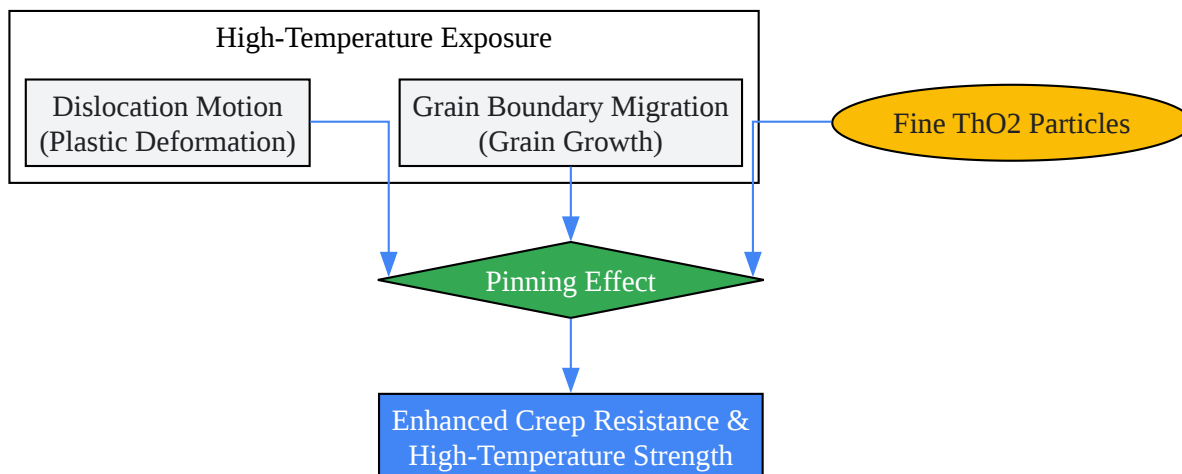 High-Temperature Exposure
Dislocation Motion
(Plastic Deformation)
Grain Boundary Migration
(Grain Growth)
Fine ThO2 Particles
Pinning Effect
Enhanced Creep Resistance &
High-Temperature Strength